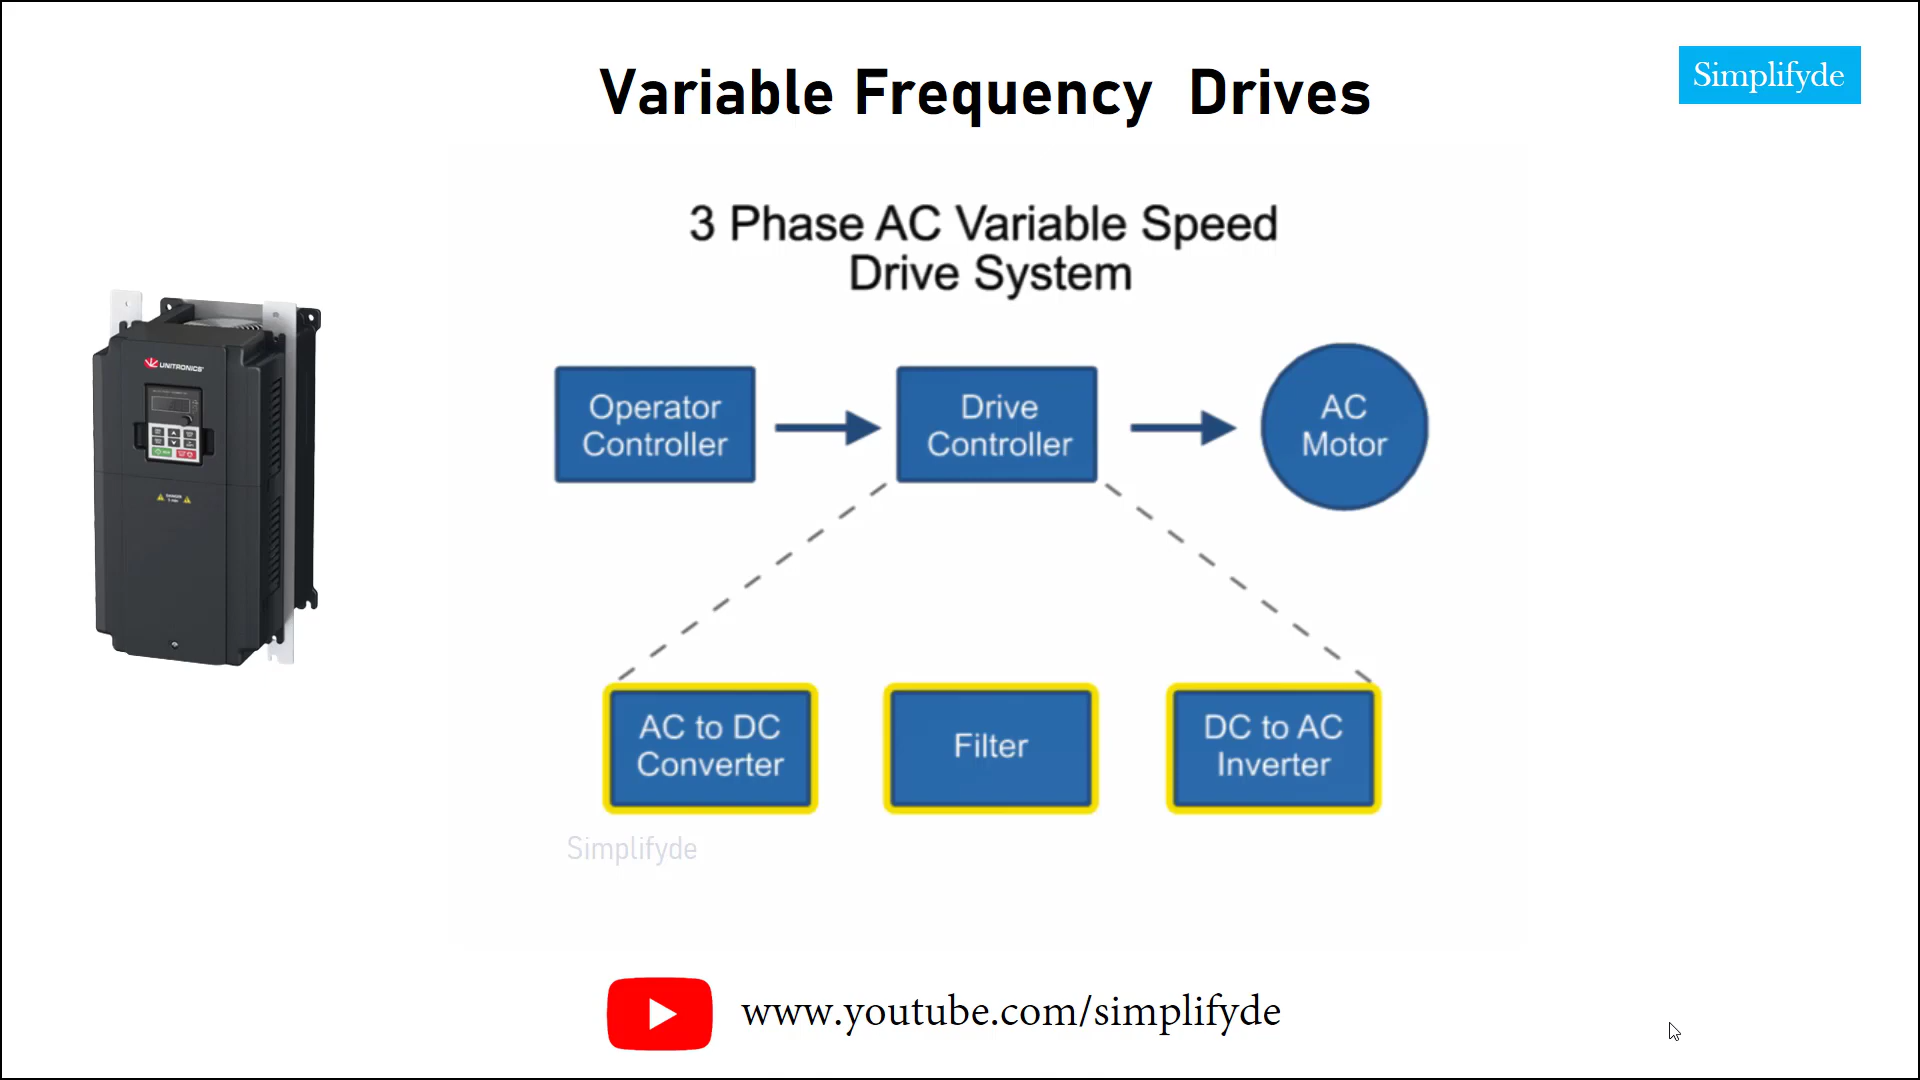 Variable Frequency Drives
Simplifyde
3 Phase AC Variable Speed
Drive System
UNITRONICS
Operator
Controller
Drive
Controller
AC
Motor
AC to DC
Converter
Filter
DC to AC
Inverter
Simplifyde
www.youtube.com/simplifyde